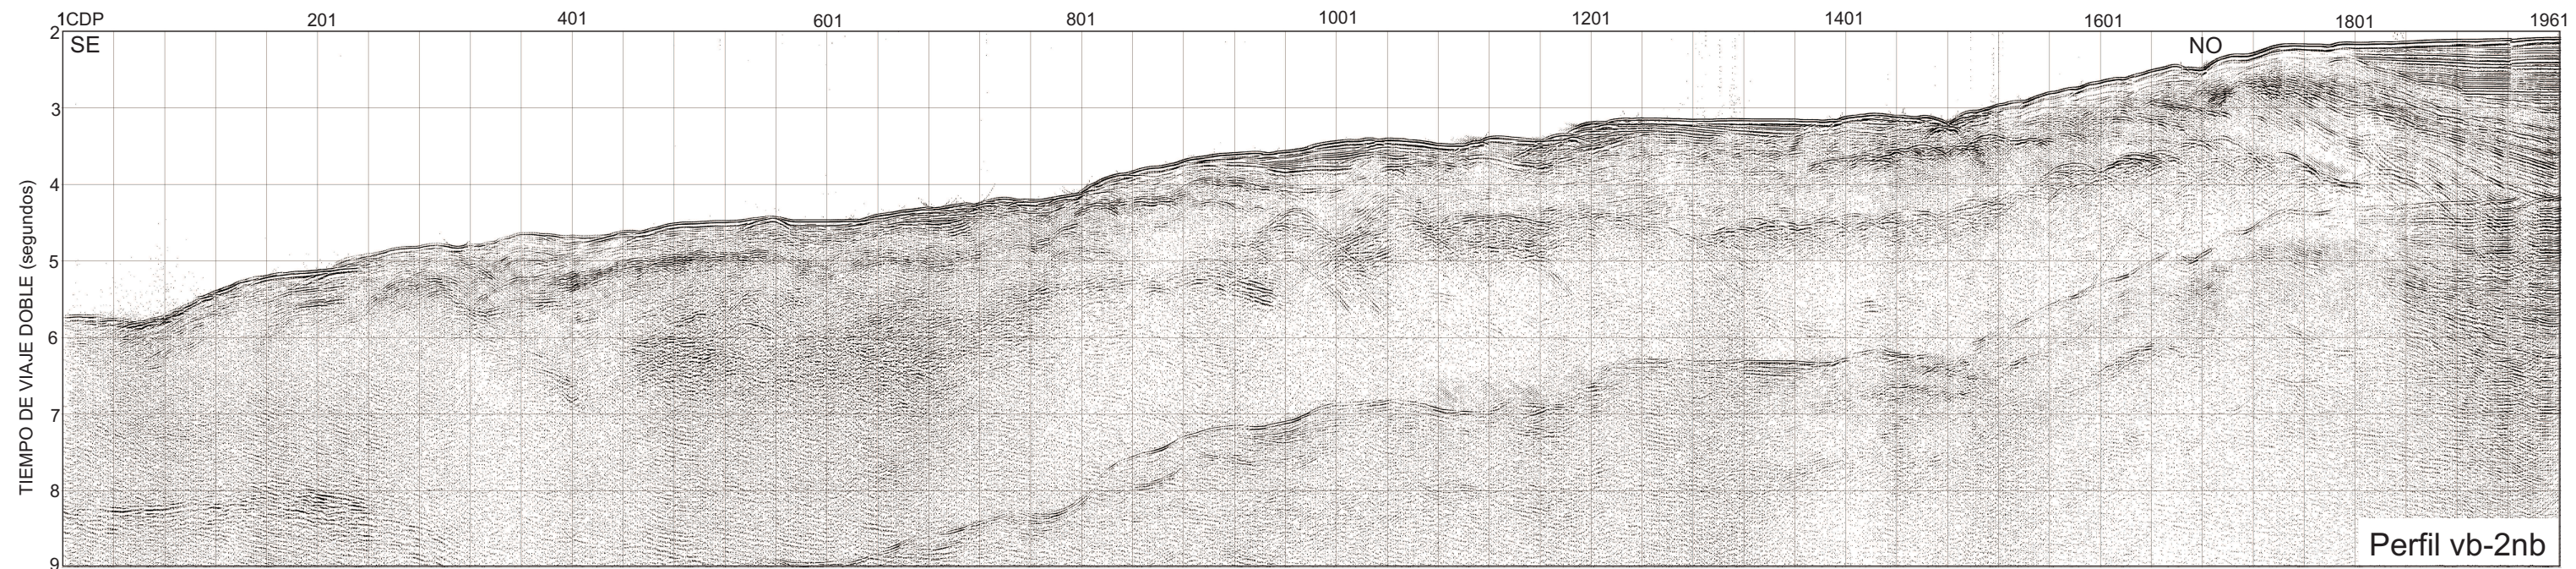 1CDP 201 401 601 801 1001 1201 1401 1601 1801 1961
SE NO
2
3
4
5
6
7
8
9
TIEMPO DE VIAJE DOBLE (segundos)
Perfil vb-2nb